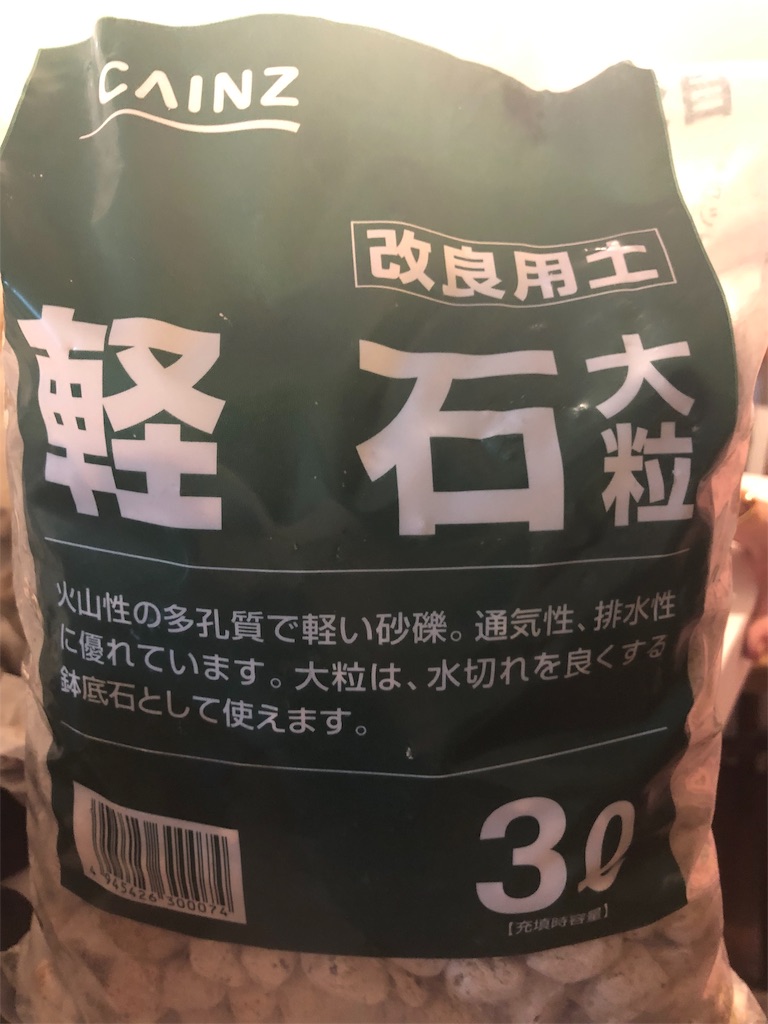 CAINZ
改良用土
軽石 大粒
火山性の多孔質で軽い砂礫。通気性、排水性
に優れています。大粒は、水切れを良くする
鉢底石として使えます。
4 945426 300074
3ℓ
【充填時容量】